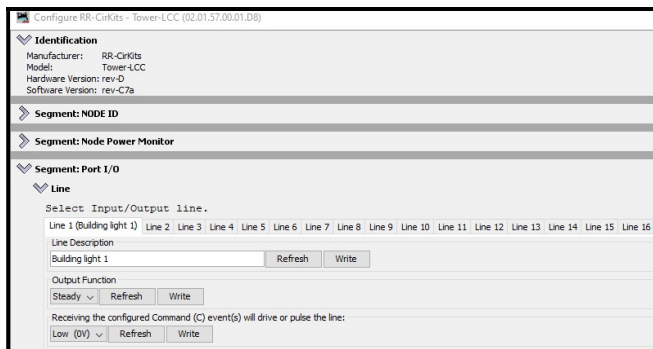 Configure RR-CirKits - Tower-LCC (02.01.57.00.01.D8)
Identification
Manufacturer: RR-CirKits
Model: Tower-LCC
Hardware Version: rev-D
Software Version: rev-C7a
Segment: NODE ID
Segment: Node Power Monitor
Segment: Port I/O
Line
Select Input/Output line.
Line 1 (Building light 1) Line 2 Line 3 Line 4 Line 5 Line 6 Line 7 Line 8 Line 9 Line 10 Line 11 Line 12 Line 13 Line 14 Line 15 Line 16
Line Description
Building light 1 Refresh Write
Output Function
Steady Refresh Write
Receiving the configured Command (C) event(s) will drive or pulse the line:
Low (0V) Refresh Write